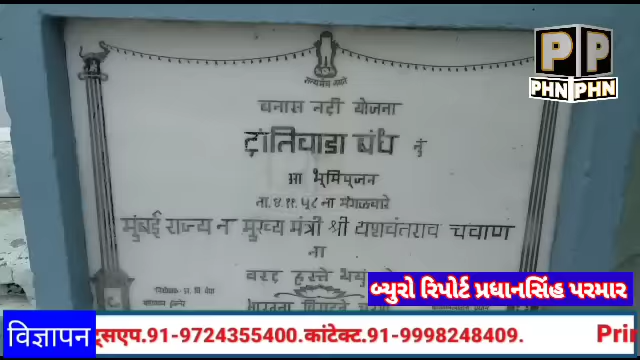 PP
PHN PHN
सत्यमेव जयते
बनास नदी योजना
दांतिवाडा बंध नुं
आ भूमिपूजन
ता. ४.११.५८ ना मंगळवारे
मुंबई राज्य ना मुख्य मंत्री श्री यशवंतराव चवाण
ना
वरद हस्ते थयुं
બ્યુરો રિપોર્ટ પ્રધાનસિંહ પરમાર
विज्ञापन
.91-9724355400.कांटेक्ट.91-9998248409.